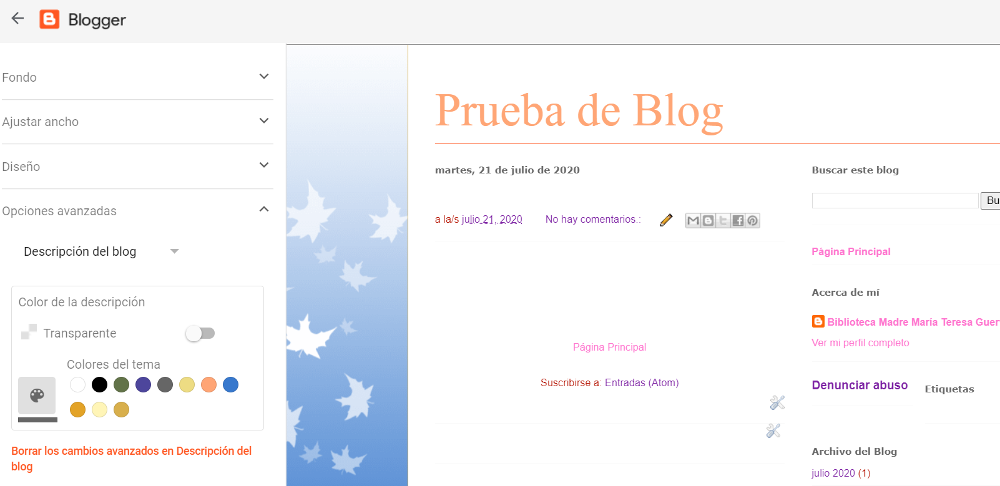 Blogger
Fondo
Ajustar ancho
Diseño
Opciones avanzadas
Descripción del blog
Color de la descripción
Transparente
Colores del tema
Borrar los cambios avanzados en Descripción del
blog
Prueba de Blog
martes, 21 de julio de 2020
a la/s julio 21, 2020 No hay comentarios.:
Página Principal
Suscribirse a: Entradas (Atom)
Buscar este blog
Bu
Página Principal
Acerca de mí
Biblioteca Madre María Teresa Guer
Ver mi perfil completo
Denunciar abuso
Etiquetas
Archivo del Blog
julio 2020 (1)